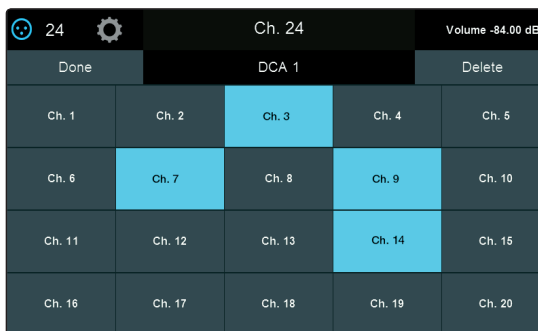 24 Ch. 24 Volume -84.00 dB
Done DCA 1 Delete
Ch. 1 Ch. 2 Ch. 3 Ch. 4 Ch. 5
Ch. 6 Ch. 7 Ch. 8 Ch. 9 Ch. 10
Ch. 11 Ch. 12 Ch. 13 Ch. 14 Ch. 15
Ch. 16 Ch. 17 Ch. 18 Ch. 19 Ch. 20